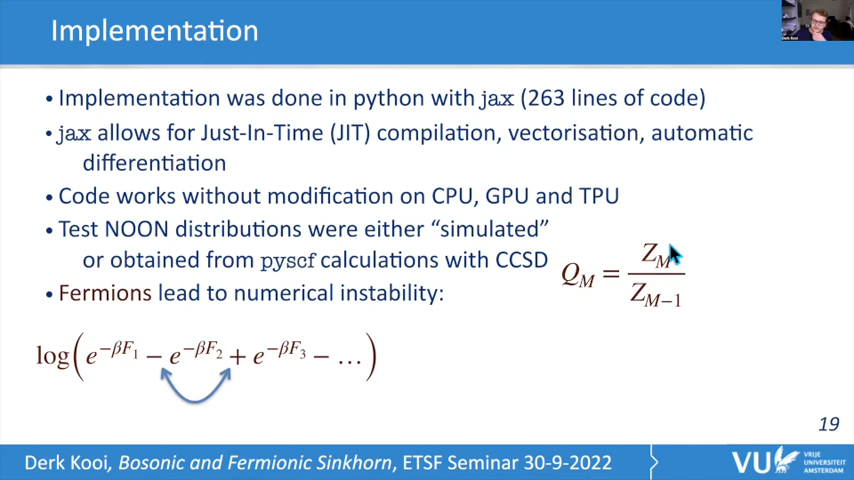 Implementation
• Implementation was done in python with jax (263 lines of code)
• jax allows for Just-In-Time (JIT) compilation, vectorisation, automatic
differentiation
• Code works without modification on CPU, GPU and TPU
• Test NOON distributions were either “simulated”
or obtained from pyscf calculations with CCSD
• Fermions lead to numerical instability:
Q_M = Z_M / Z_{M−1}
log(e^{−βF_1} − e^{−βF_2} + e^{−βF_3} − …)
19
Derk Kooi, Bosonic and Fermionic Sinkhorn, ETSF Seminar 30-9-2022
VU
VRIJE
UNIVERSITEIT
AMSTERDAM
Derk Kooi